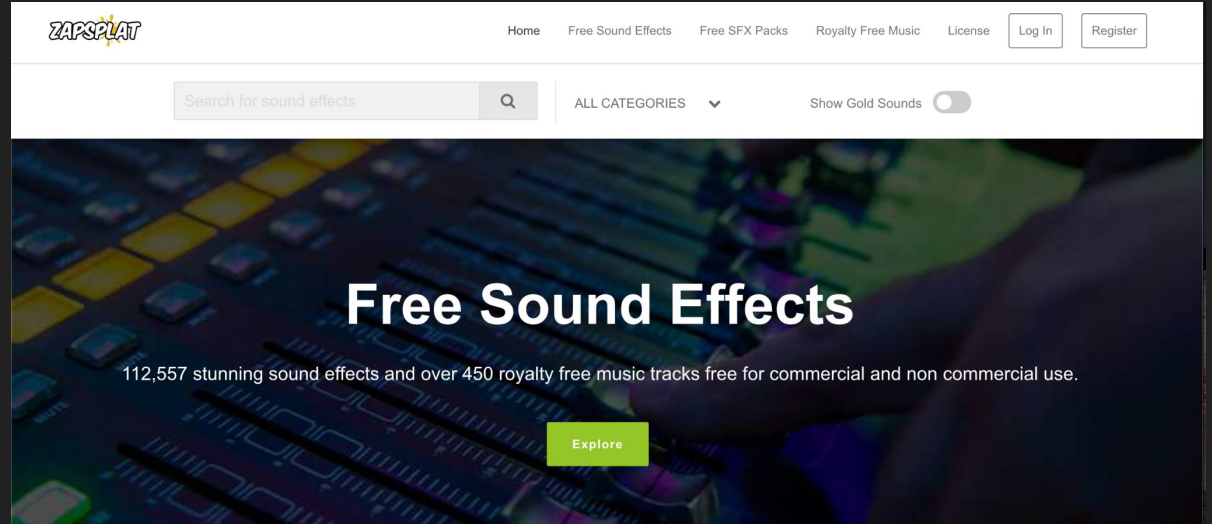 ZAPSPLAT
Home Free Sound Effects Free SFX Packs Royalty Free Music License Log In Register
Search for sound effects ALL CATEGORIES Show Gold Sounds
Free Sound Effects
112,557 stunning sound effects and over 450 royalty free music tracks free for commercial and non commercial use.
Explore
MUTE